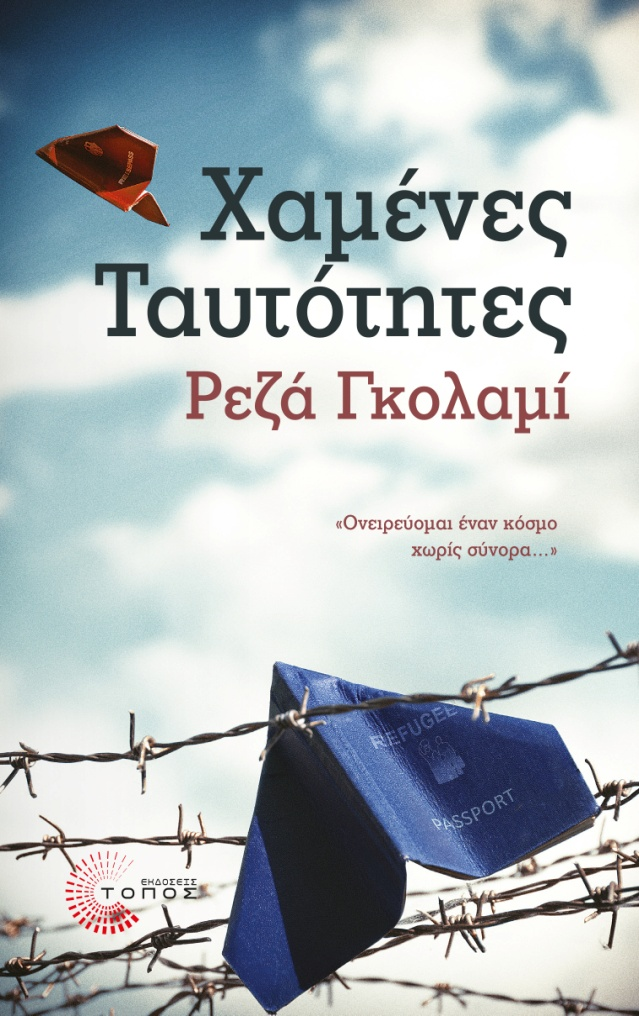 Χαμένες
Ταυτότητες
Ρεζά Γκολαμί
«Ονειρεύομαι έναν κόσμο
χωρίς σύνορα...»
REFUGEE
PASSPORT
ΕΚΔΟΣΕΙΣ
ΤΟΠΟΣ